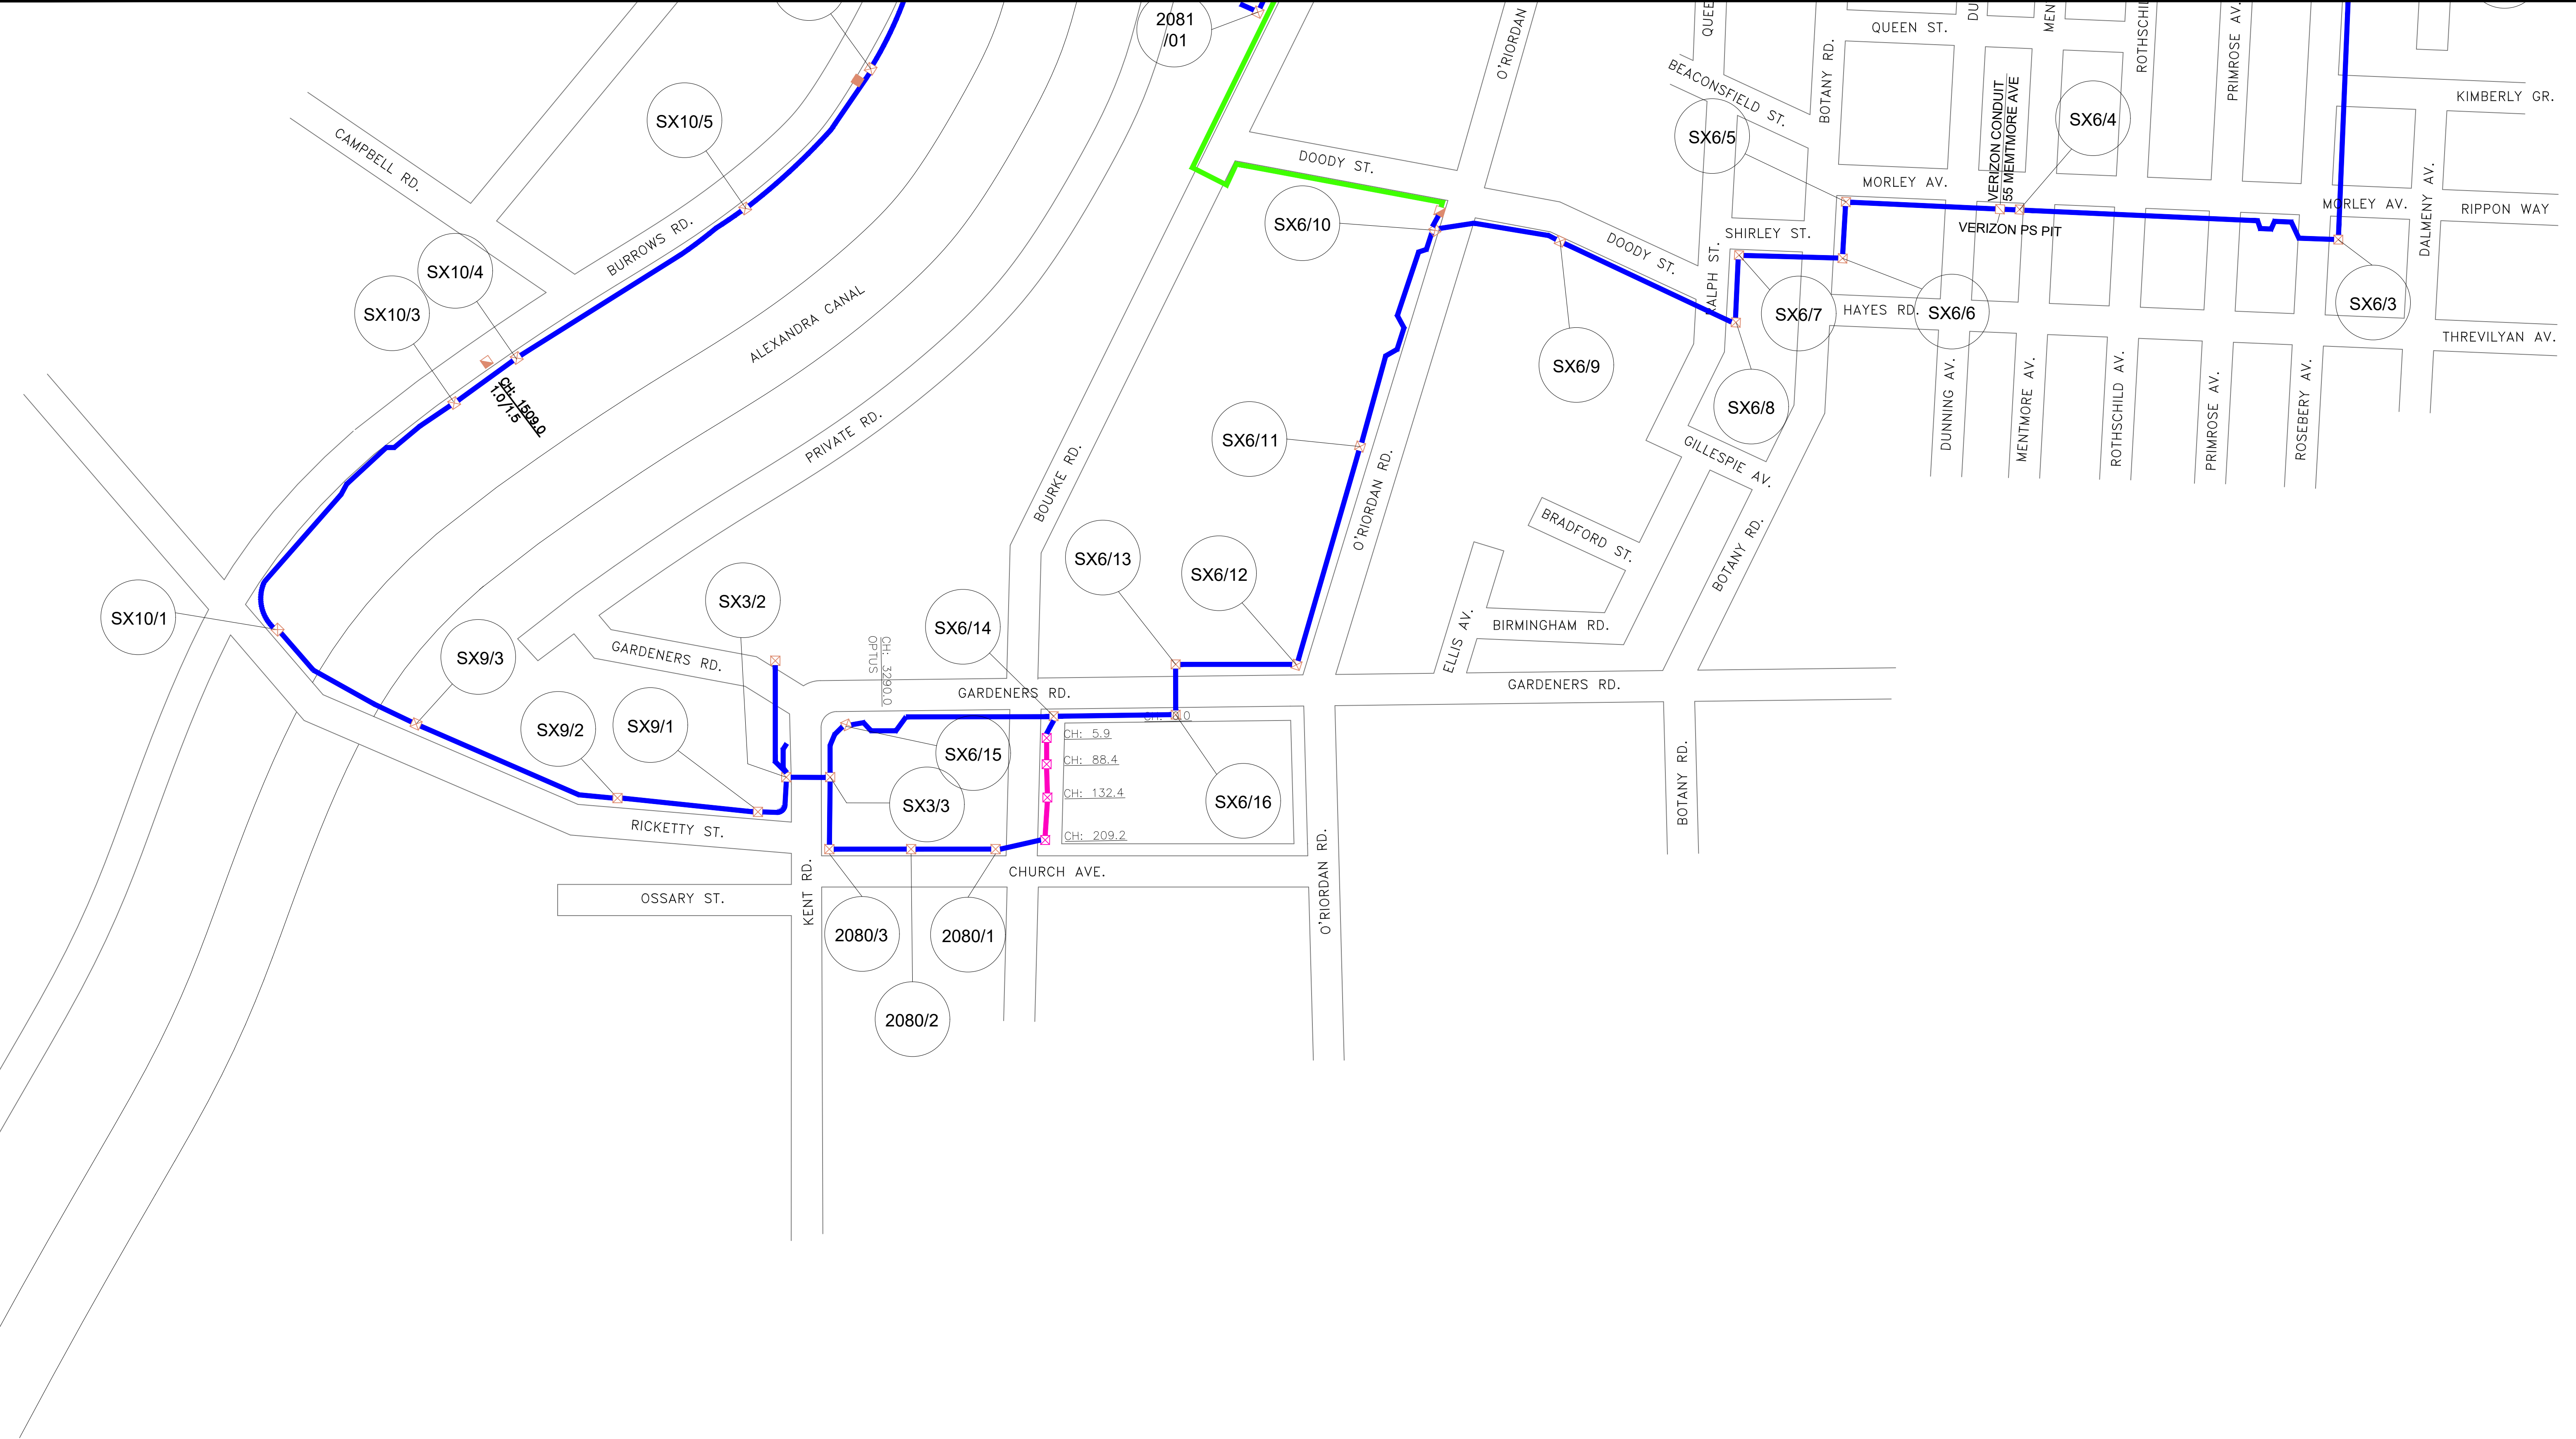 2081
/01
O'RIORDAN
QUEEN ST.
BOTANY RD.
PRIMROSE AV.
BEACONSFIELD ST.
KIMBERLY GR.
SX10/5
SX6/5
SX6/4
VERIZON CONDUIT
55 MEMTMORE AVE
CAMPBELL RD.
DOODY ST.
MORLEY AV.
MORLEY AV.
RIPPON WAY
DALMENY AV.
BURROWS RD.
SX6/10
SHIRLEY ST.
VERIZON PS PIT
DOODY ST.
SX10/4
SX10/3
ALEXANDRA CANAL
SX6/7
HAYES RD.
SX6/6
SX6/3
THREVILYAN AV.
SX6/9
SX6/8
CH: 1509.0
1.0/1.5
PRIVATE RD.
SX6/11
DUNNING AV.
MENTMORE AV.
ROTHSCHILD AV.
PRIMROSE AV.
ROSEBERY AV.
GILLESPIE AV.
BOURKE RD.
O'RIORDAN RD.
BRADFORD ST.
BOTANY RD.
SX6/13
SX6/12
SX3/2
SX10/1
SX6/14
BIRMINGHAM RD.
ELLIS AV.
SX9/3
GARDENERS RD.
CH: 3290.0
OPTUS
GARDENERS RD.
GARDENERS RD.
SX9/2
SX9/1
CH: 5.9
SX6/15
CH: 88.4
BOTANY RD.
SX3/3
CH: 132.4
SX6/16
RICKETTY ST.
CH: 209.2
CHURCH AVE.
O'RIORDAN RD.
KENT RD.
OSSARY ST.
2080/3
2080/1
2080/2